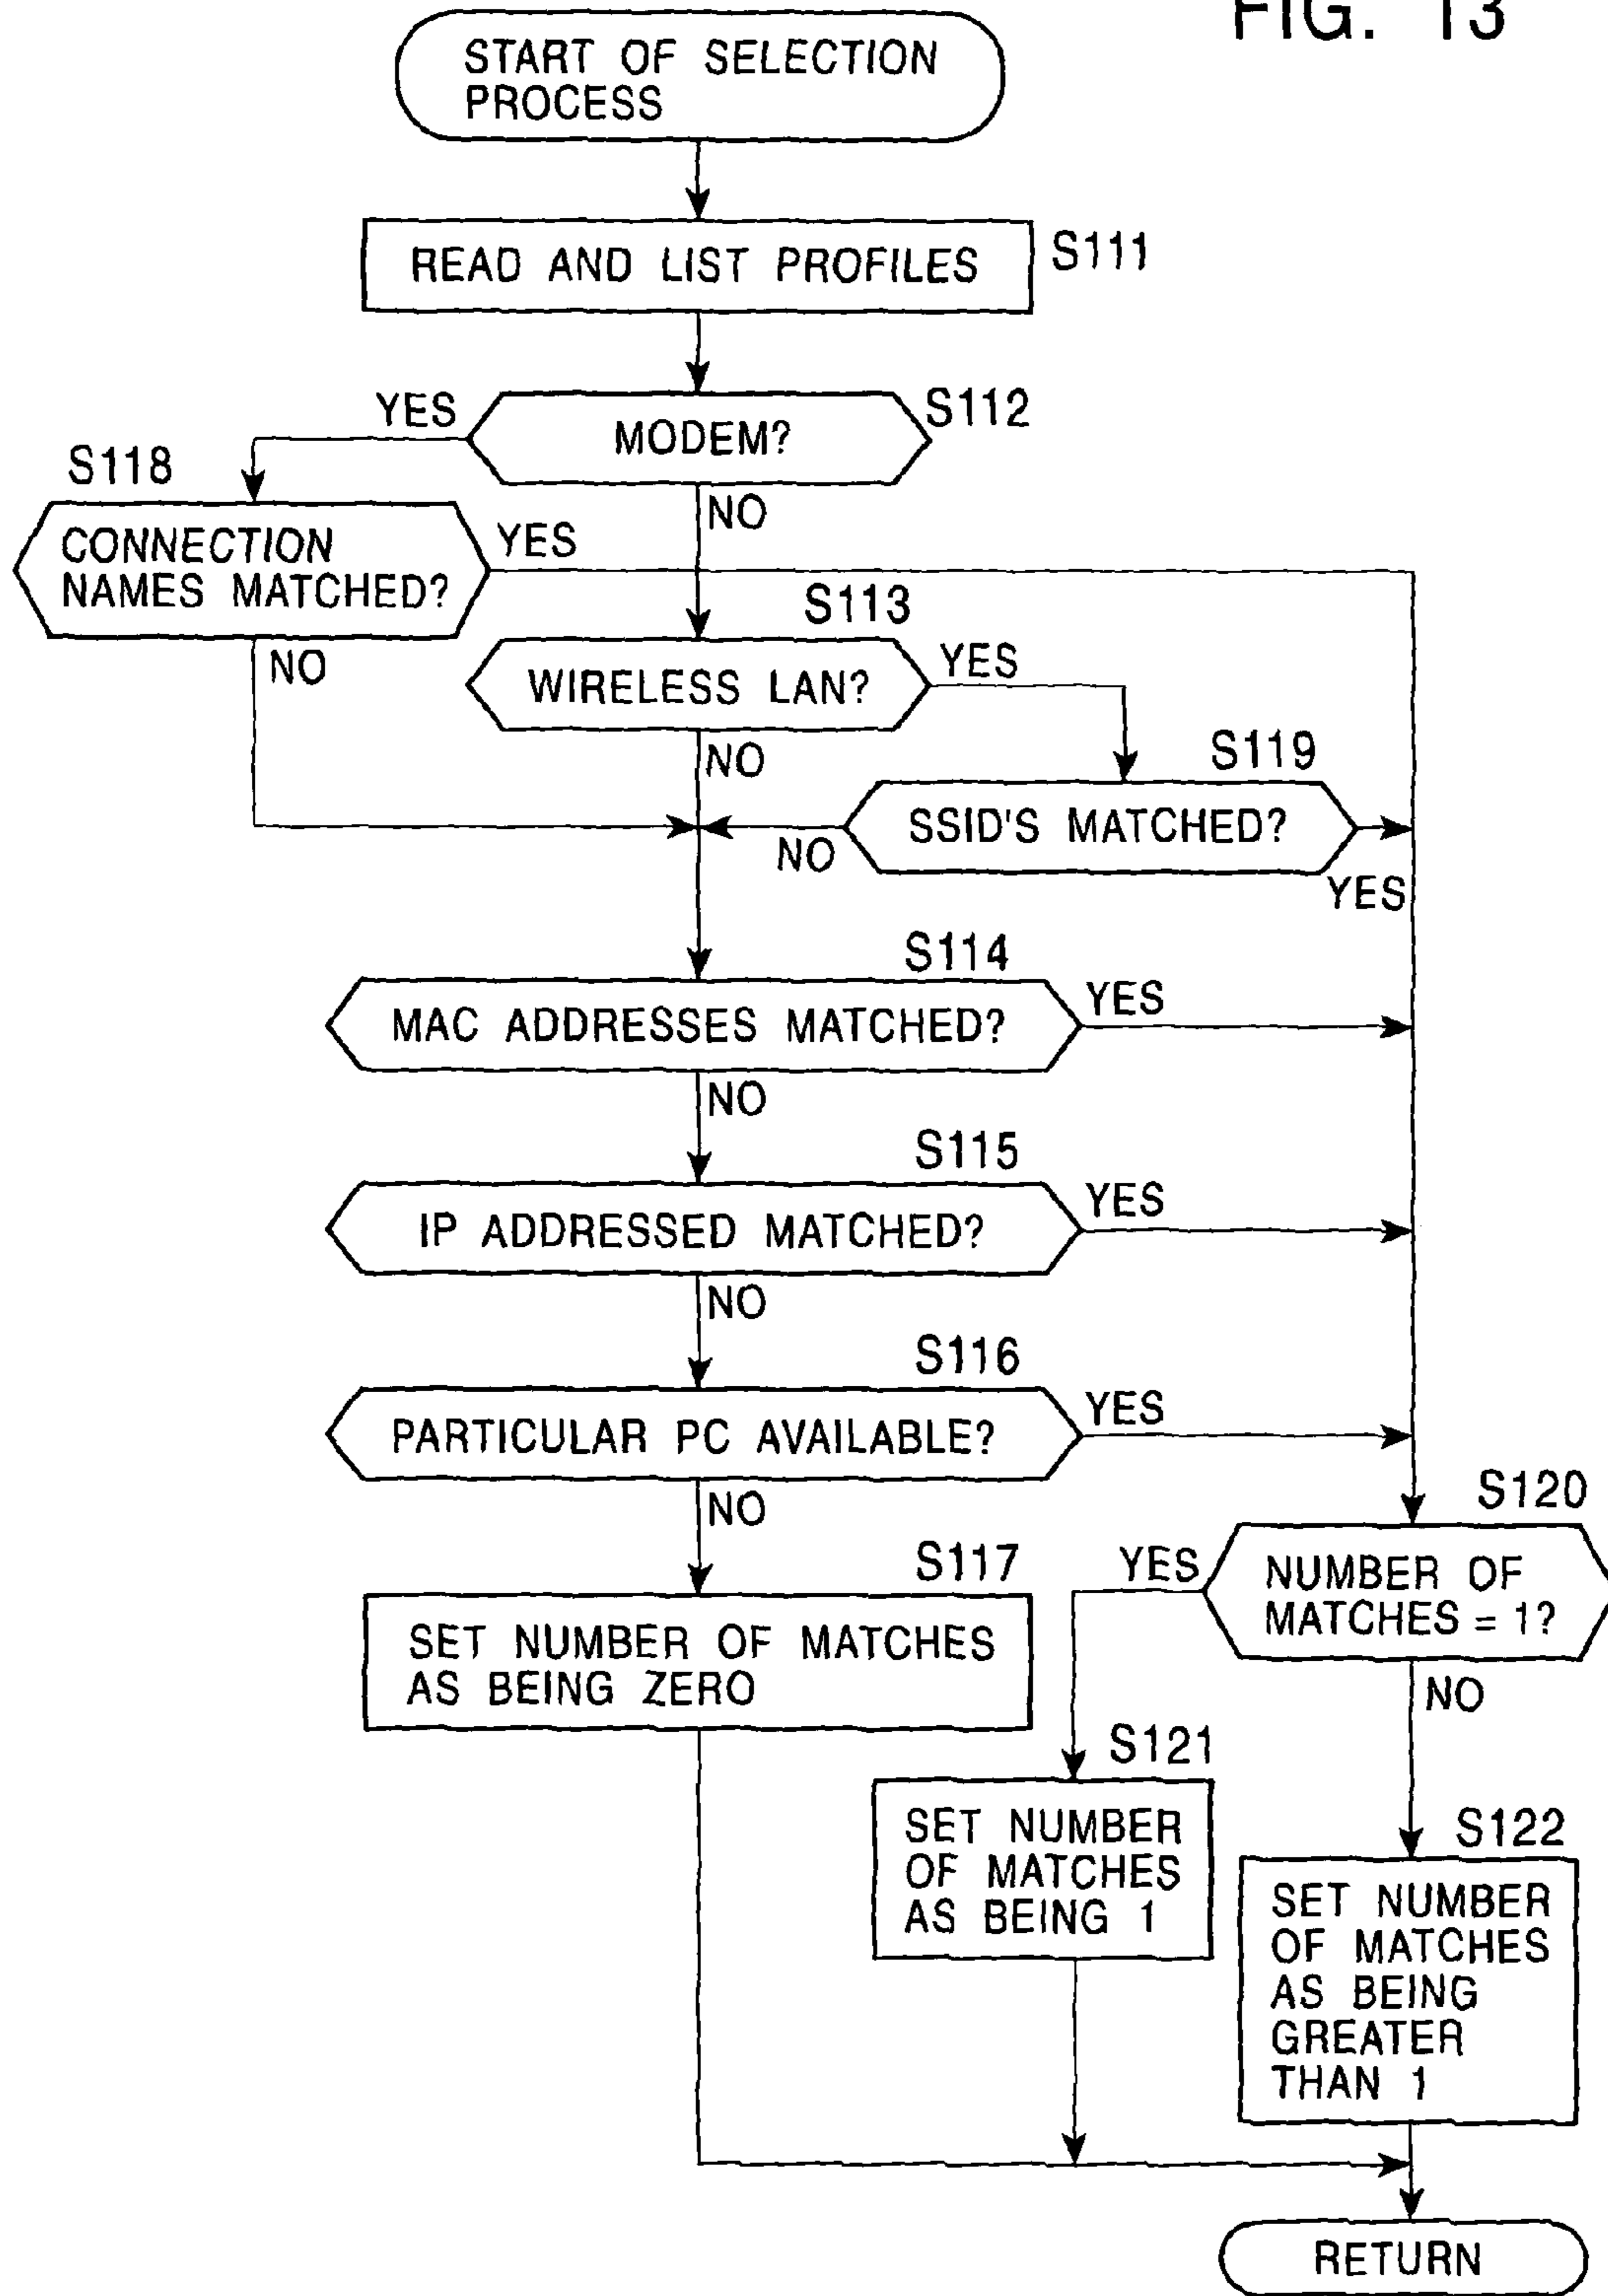 FIG. 13
START OF SELECTION
PROCESS
READ AND LIST PROFILES
S111
YES
S112
MODEM?
S118
NO
CONNECTION
NAMES MATCHED?
YES
S113
NO
WIRELESS LAN?
YES
NO
S119
SSID'S MATCHED?
NO
YES
S114
MAC ADDRESSES MATCHED?
YES
NO
S115
IP ADDRESSED MATCHED?
YES
NO
S116
PARTICULAR PC AVAILABLE?
YES
NO
S120
NUMBER OF
MATCHES = 1?
YES
NO
S117
SET NUMBER OF MATCHES
AS BEING ZERO
S121
SET NUMBER
OF MATCHES
AS BEING 1
S122
SET NUMBER
OF MATCHES
AS BEING
GREATER
THAN 1
RETURN